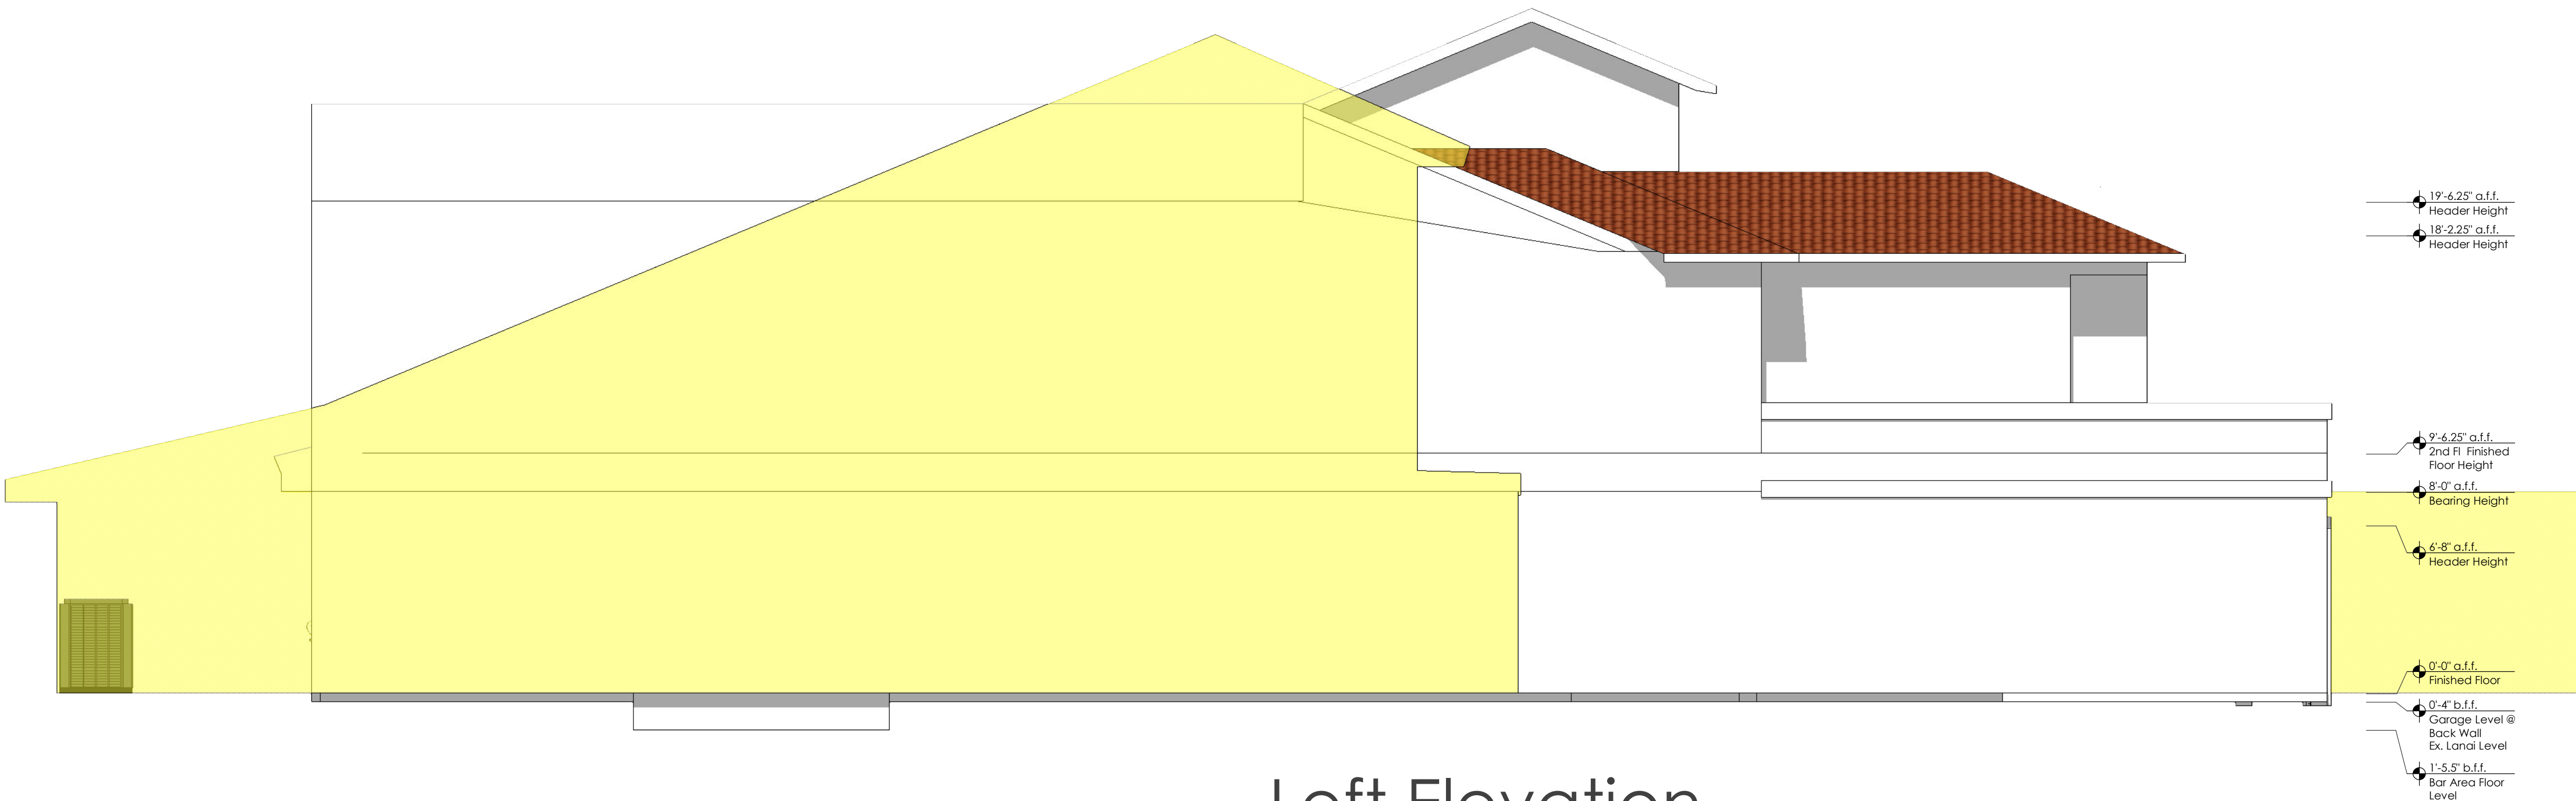 19'-6.25" a.f.f.
Header Height
18'-2.25" a.f.f.
Header Height
9'-6.25" a.f.f.
2nd Fl Finished
Floor Height
8'-0" a.f.f.
Bearing Height
6'-8" a.f.f.
Header Height
0'-0" a.f.f.
Finished Floor
0'-4" b.f.f.
Garage Level @
Back Wall
Ex. Lanai Level
1'-5.5" b.f.f.
Bar Area Floor
Level
Left Elevation